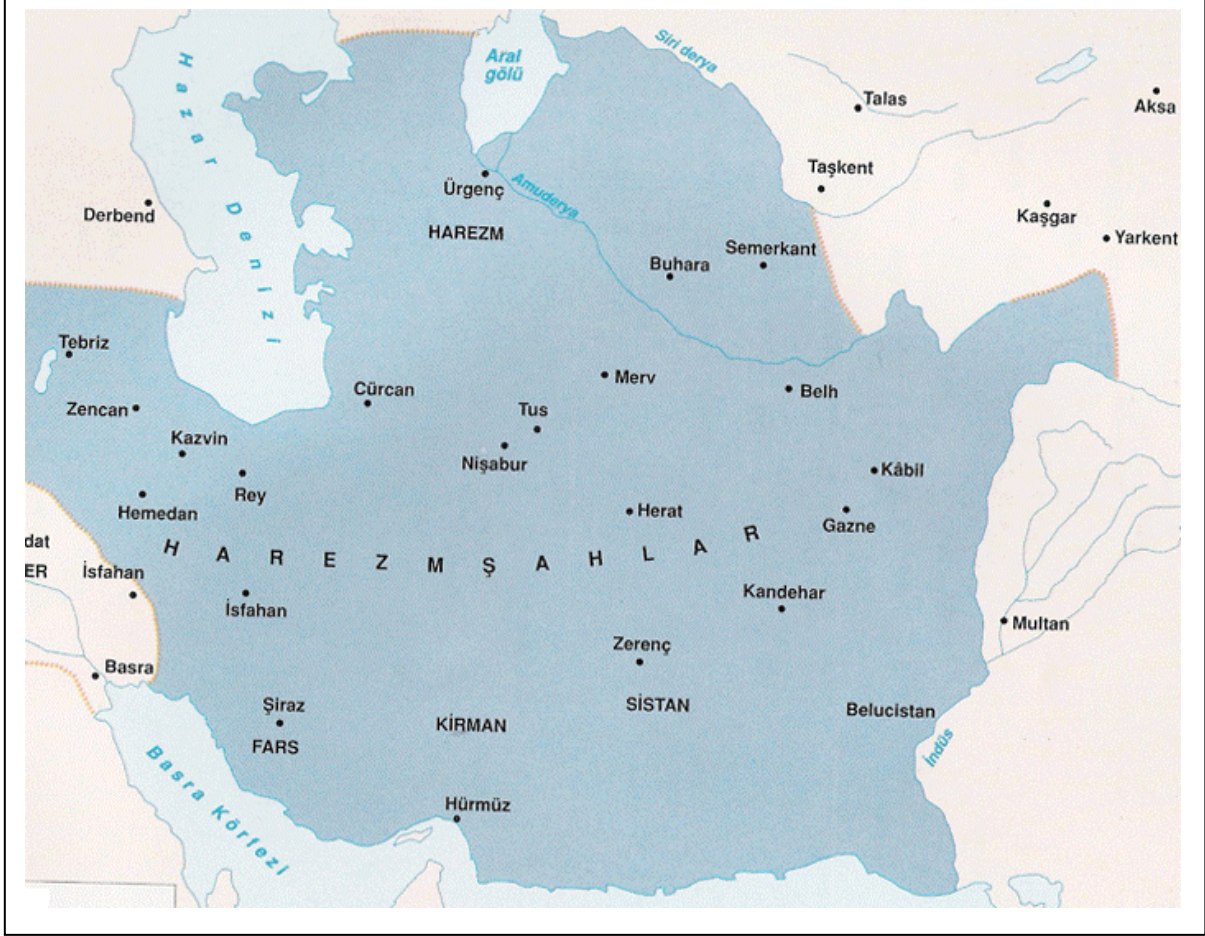 Hazar Denizi
Aral
gölü
Siri derya
Talas
Aksa
Taşkent
Ürgenç
Amuderya
Derbend
Kaşgar
Yarkent
HAREZM
Buhara
Semerkant
Tebriz
Merv
Belh
Cürcan
Zencan
Tus
Kazvin
Nişabur
Kâbil
Rey
Hemedan
Herat
Gazne
dat
ER
HAREZMŞAHLAR
İsfahan
İsfahan
Kandehar
Multan
Zerenç
Basra
Şiraz
SİSTAN
Belucistan
KİRMAN
FARS
İndüs
Basra Körfezi
Hürmüz